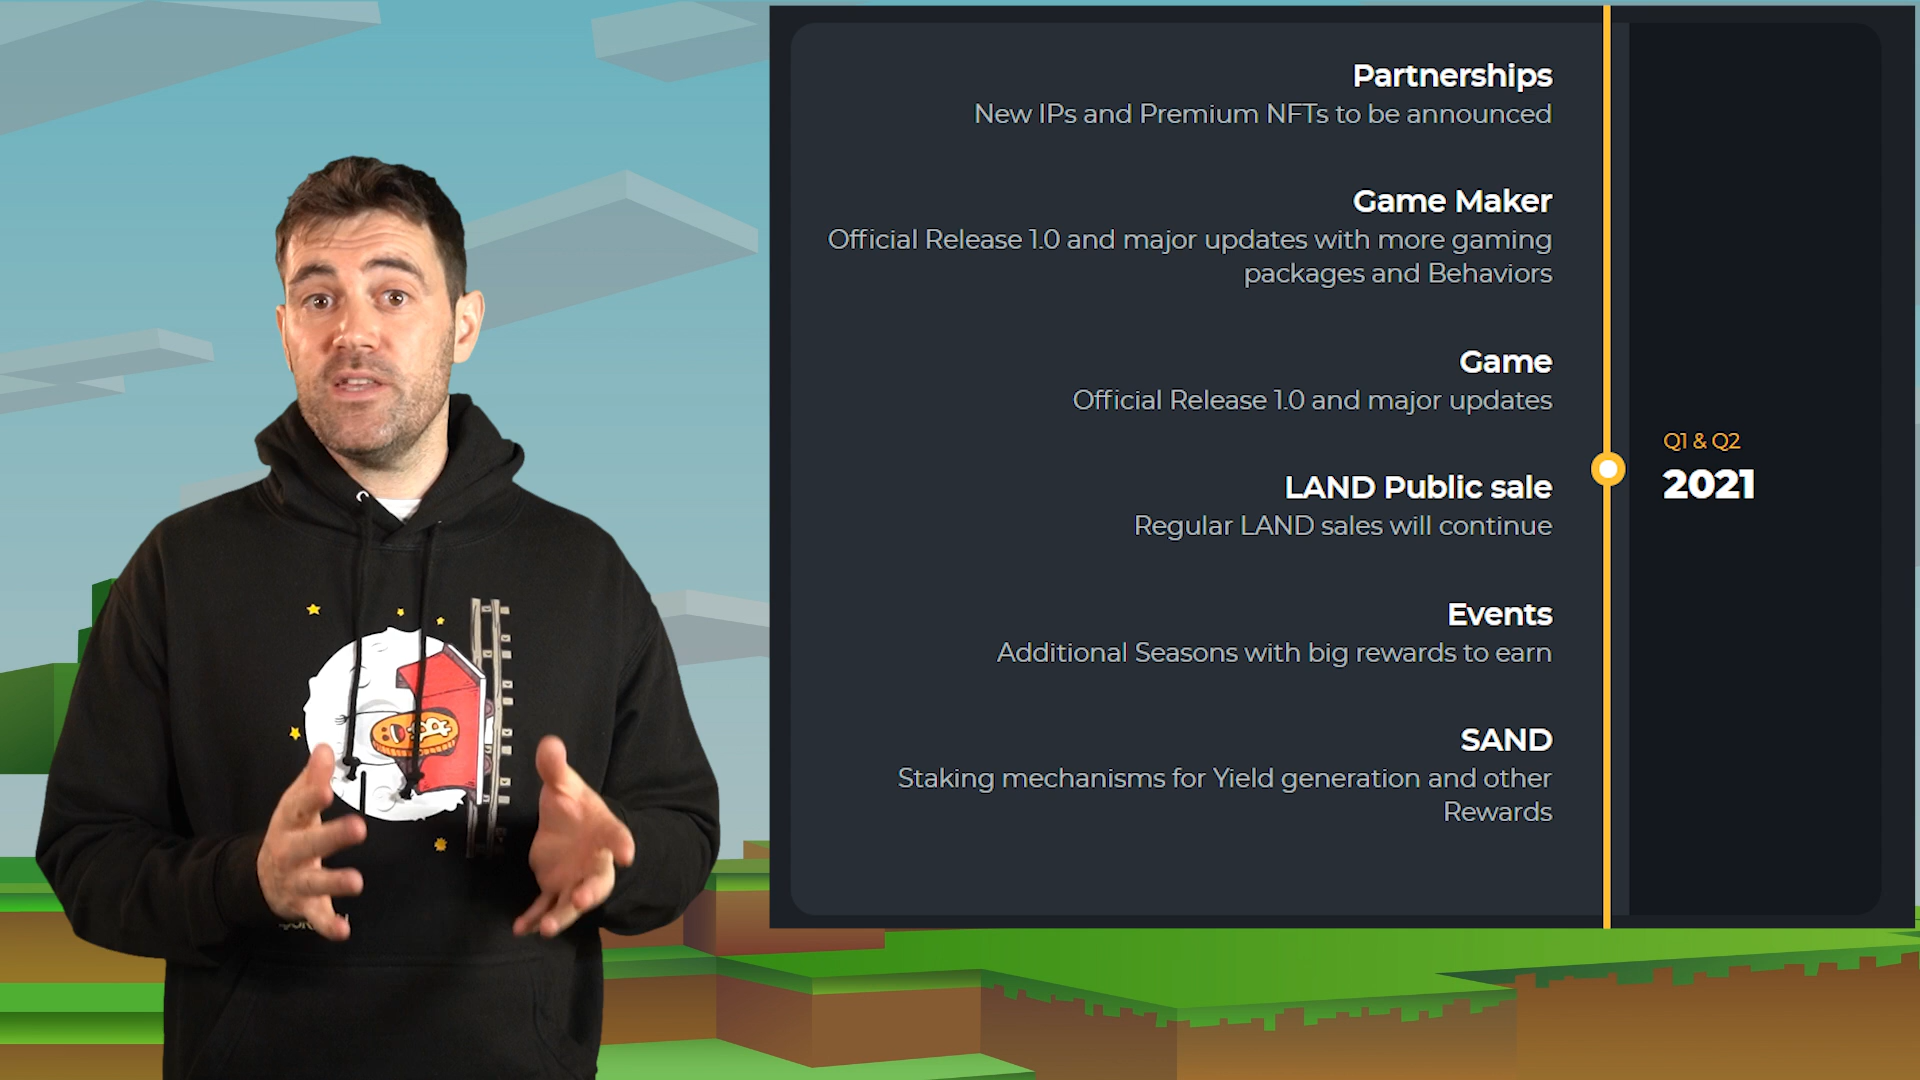 Partnerships
New IPs and Premium NFTs to be announced
Game Maker
Official Release 1.0 and major updates with more gaming
packages and Behaviors
Game
Official Release 1.0 and major updates
LAND Public sale
Regular LAND sales will continue
Events
Additional Seasons with big rewards to earn
SAND
Staking mechanisms for Yield generation and other
Rewards
Q1 & Q2
2021